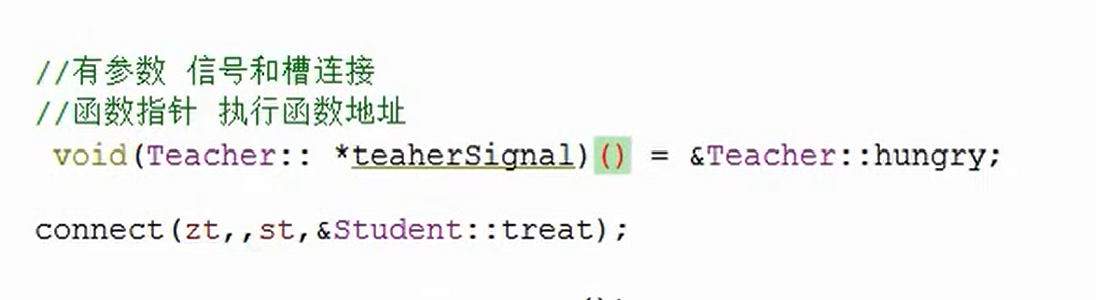 //有参数 信号和槽连接
//函数指针 执行函数地址
void(Teacher:: *teaherSignal)() = &Teacher::hungry;
connect(zt,,st,&Student::treat);